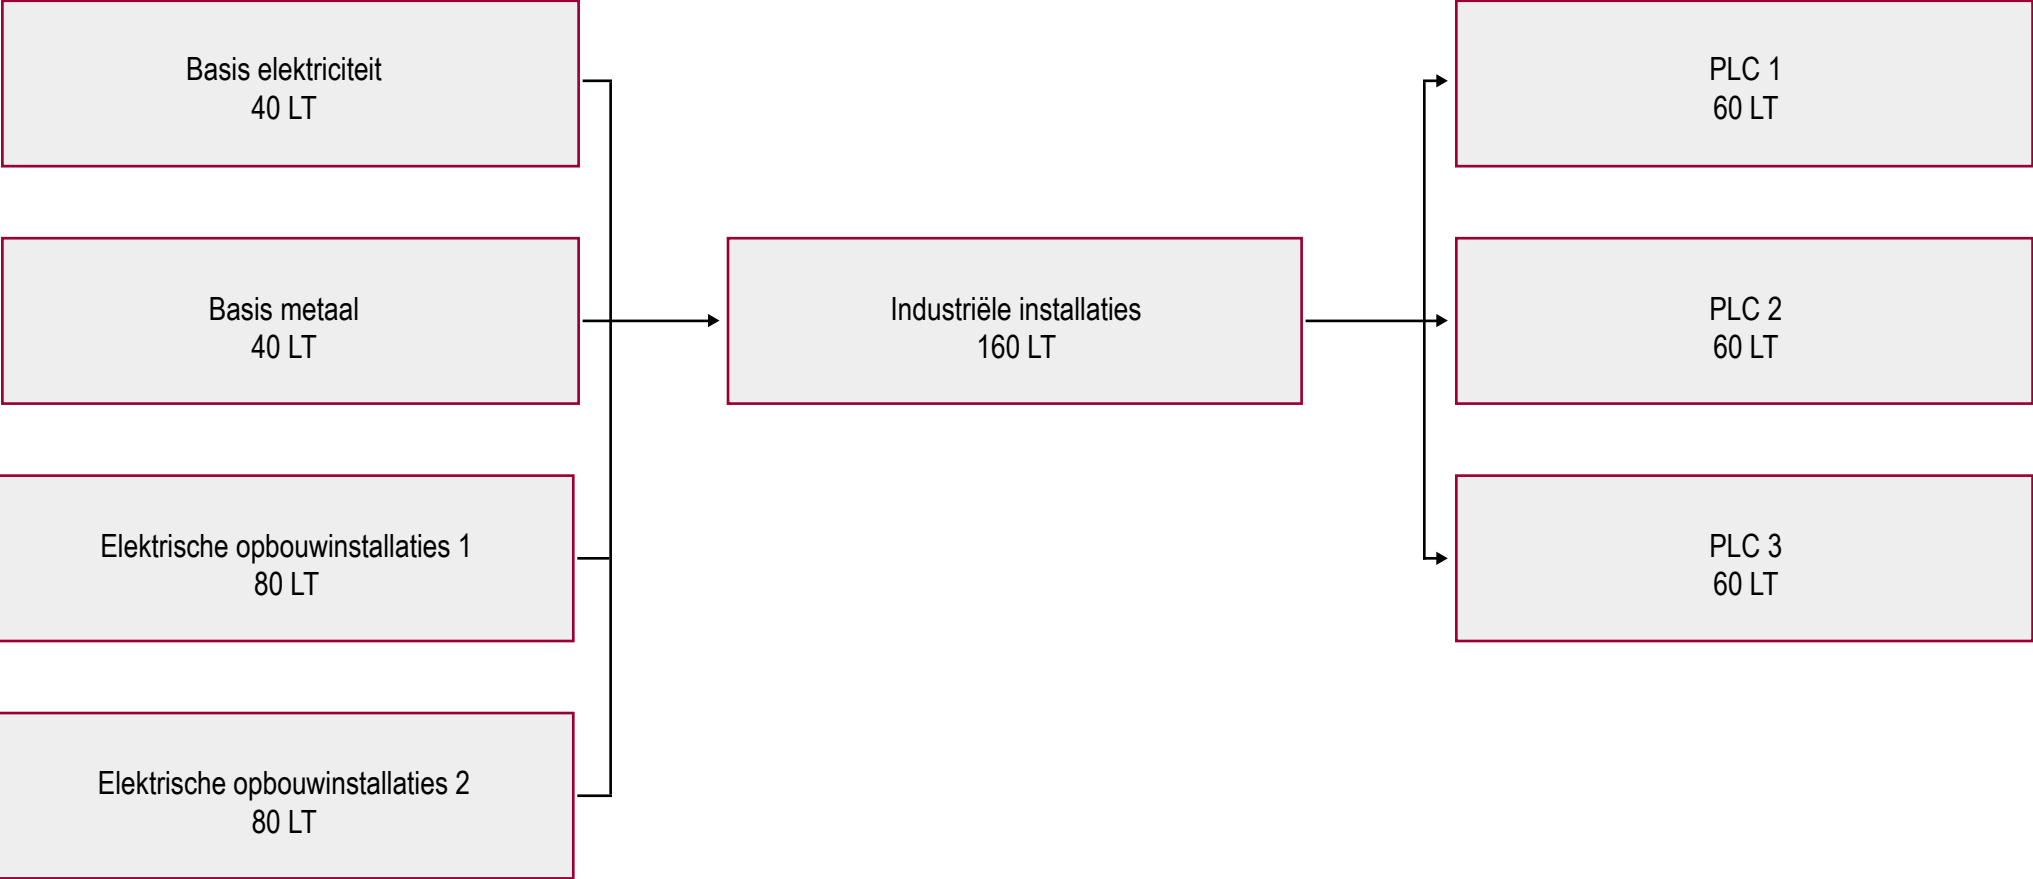 Basis elektriciteit
40 LT
Basis metaal
40 LT
Elektrische opbouwinstallaties 1
80 LT
Elektrische opbouwinstallaties 2
80 LT
Industriële installaties
160 LT
PLC 1
60 LT
PLC 2
60 LT
PLC 3
60 LT